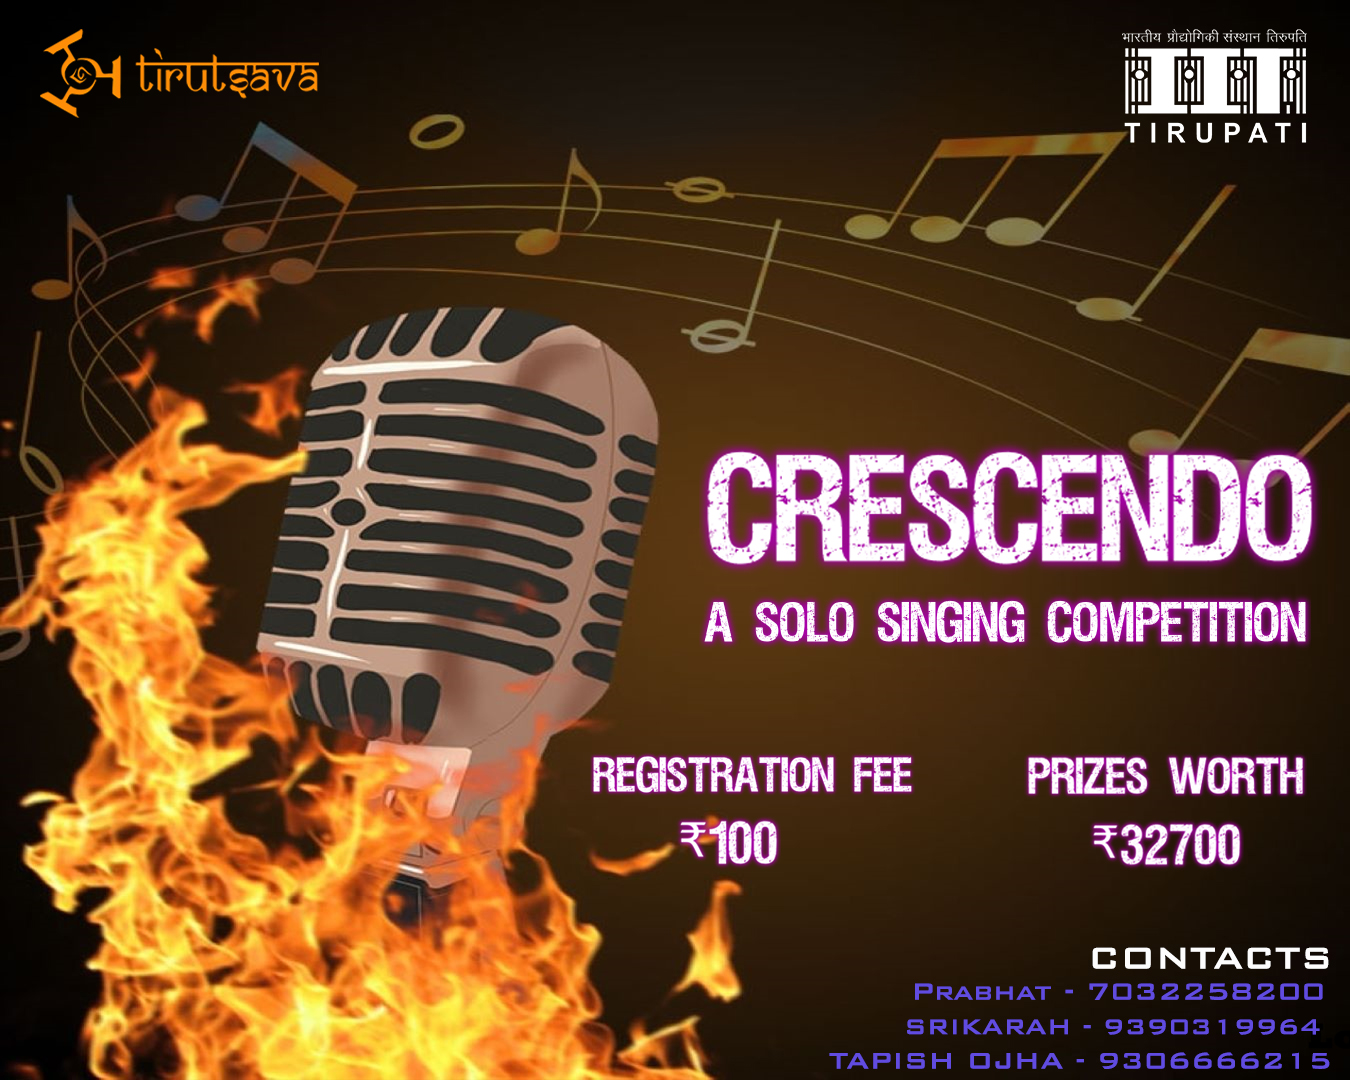 tirutsava
भारतीय प्रौद्योगिकी संस्थान तिरुपति
IIT
TIRUPATI
CRESCENDO
A SOLO SINGING COMPETITION
REGISTRATION FEE
₹100
PRIZES WORTH
₹32700
CONTACTS
PRABHAT - 7032258200
SRIKARAH - 9390319964
TAPISH OJHA - 9306666215